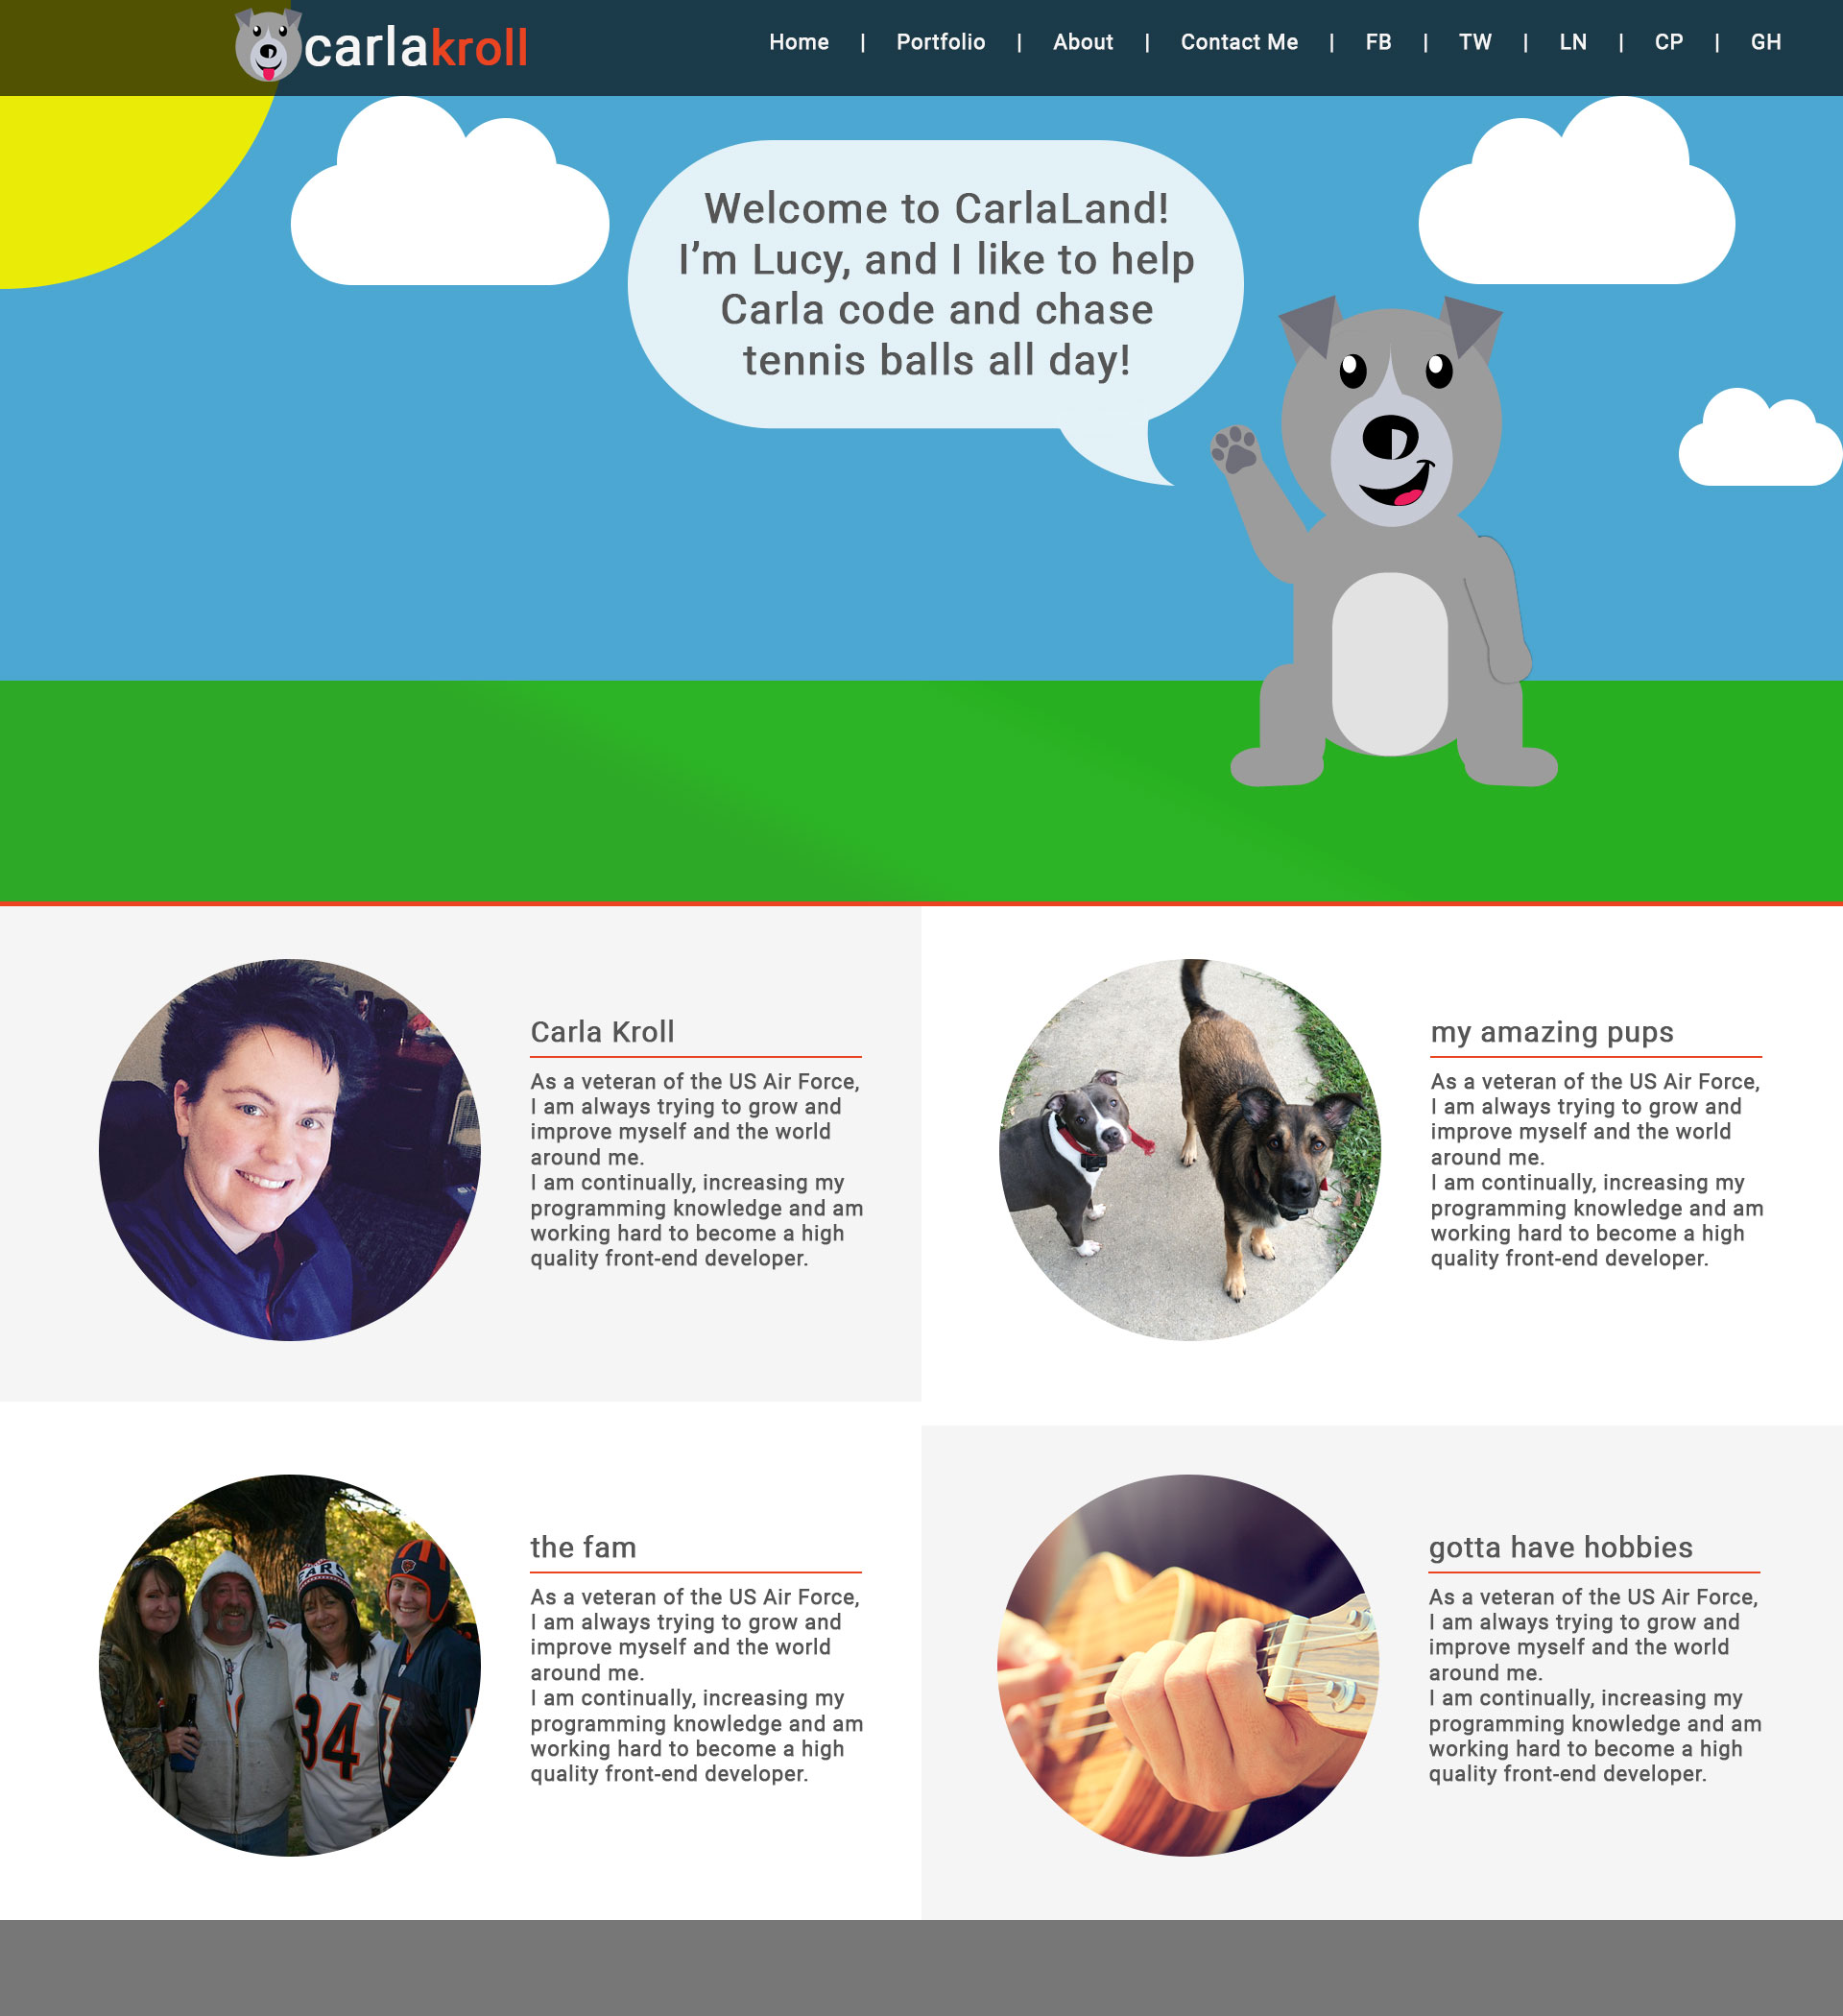 carlakroll
Home | Portfolio | About | Contact Me | FB | TW | LN | CP | GH
Welcome to CarlaLand!
I'm Lucy, and I like to help
Carla code and chase
tennis balls all day!
Carla Kroll
As a veteran of the US Air Force,
I am always trying to grow and
improve myself and the world
around me.
I am continually, increasing my
programming knowledge and am
working hard to become a high
quality front-end developer.
my amazing pups
As a veteran of the US Air Force,
I am always trying to grow and
improve myself and the world
around me.
I am continually, increasing my
programming knowledge and am
working hard to become a high
quality front-end developer.
the fam
As a veteran of the US Air Force,
I am always trying to grow and
improve myself and the world
around me.
I am continually, increasing my
programming knowledge and am
working hard to become a high
quality front-end developer.
ARS
34
gotta have hobbies
As a veteran of the US Air Force,
I am always trying to grow and
improve myself and the world
around me.
I am continually, increasing my
programming knowledge and am
working hard to become a high
quality front-end developer.